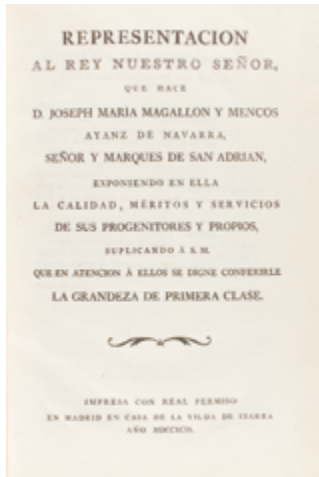 REPRESENTACION
AL REY NUESTRO SEÑOR,
QUE HACE
D. JOSEPH MARIA MAGALLON Y MENCOS
AYANZ DE NAVARRA,
SEÑOR Y MARQUES DE SAN ADRIAN,
EXPONIENDO EN ELLA
LA CALIDAD, MÉRITOS Y SERVICIOS
DE SUS PROGENITORES Y PROPIOS,
SUPLICANDO Á S. M.
QUE EN ATENCION Á ELLOS SE DIGNE CONFERIRLE
LA GRANDEZA DE PRIMERA CLASE.
IMPRESA CON REAL PERMISO
EN MADRID EN CASA DE LA VIUDA DE IBARRA
AÑO